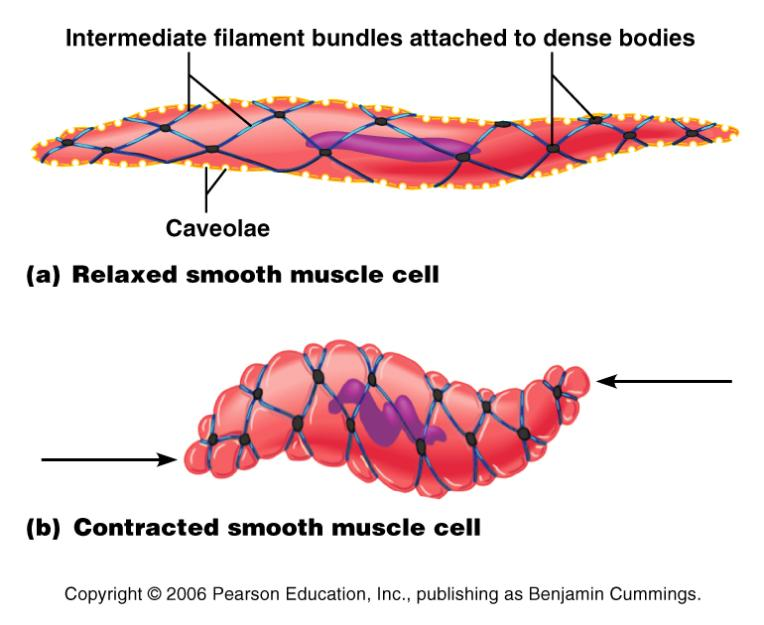 Intermediate filament bundles attached to dense bodies
Caveolae
(a) Relaxed smooth muscle cell
(b) Contracted smooth muscle cell
Copyright © 2006 Pearson Education, Inc., publishing as Benjamin Cummings.